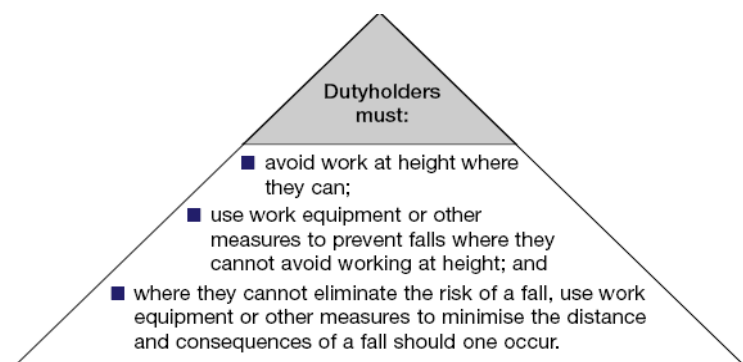 Dutyholders
must:
■ avoid work at height where
they can;
■ use work equipment or other
measures to prevent falls where they
cannot avoid working at height; and
■ where they cannot eliminate the risk of a fall, use work
equipment or other measures to minimise the distance
and consequences of a fall should one occur.